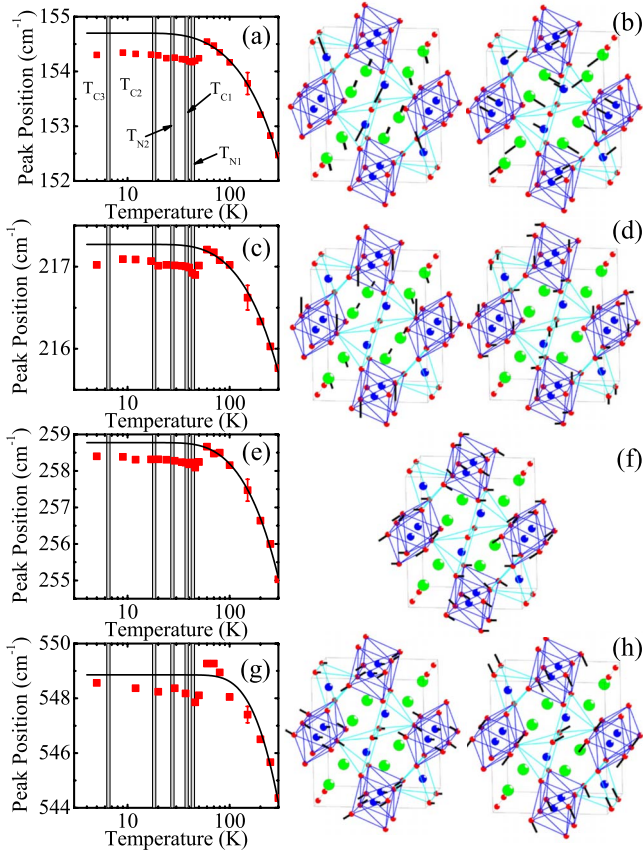 155
154
153
152
Peak Position (cm⁻¹)
(a)
T_C3
T_C2
T_C1
T_N2
T_N1
10
100
Temperature (K)
(b)
217
216
Peak Position (cm⁻¹)
(c)
10
100
Temperature (K)
(d)
259
258
257
256
255
Peak Position (cm⁻¹)
(e)
10
100
Temperature (K)
(f)
550
548
546
544
Peak Position (cm⁻¹)
(g)
10
100
Temperature (K)
(h)